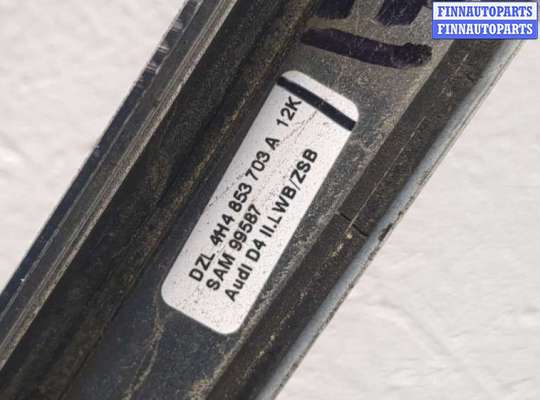 FINNAUTOPARTS
FINNAUTOPARTS
DZL 4H4 853 703 A 12K
SAM 99587
Audi D4 II.LWB/ZSB